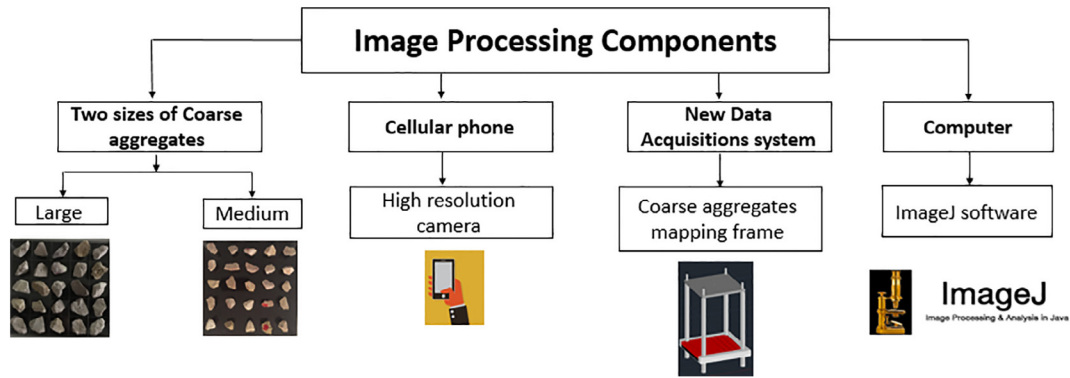 Image Processing Components
Two sizes of Coarse
aggregates
Large
Medium
Cellular phone
High resolution
camera
New Data
Acquisitions system
Coarse aggregates
mapping frame
Computer
ImageJ software
ImageJ
Image Processing & Analysis in Java